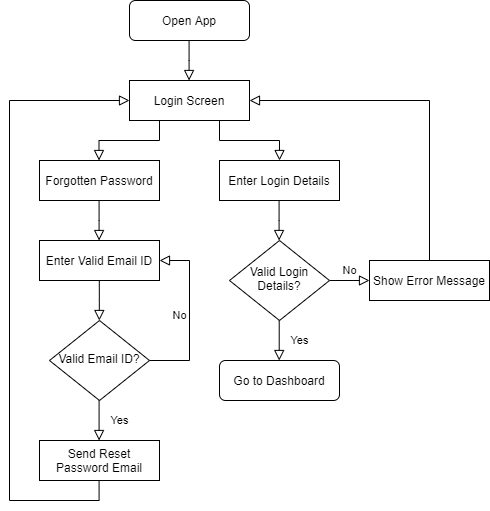 Open App
Login Screen
Forgotten Password
Enter Login Details
Enter Valid Email ID
Valid Login
Details?
No
Show Error Message
No
Yes
Valid Email ID?
Go to Dashboard
Yes
Send Reset
Password Email